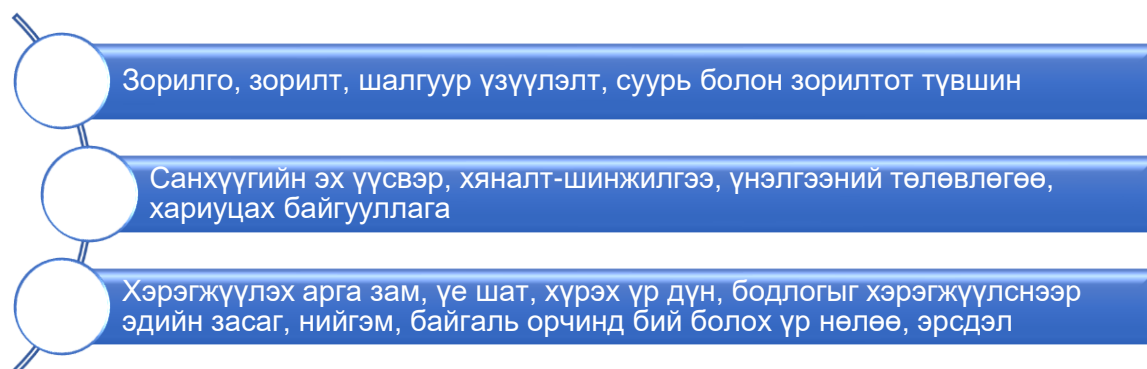 Зорилго, зорилт, шалгуур үзүүлэлт, суурь болон зорилтот түвшин
Санхүүгийн эх үүсвэр, хяналт-шинжилгээ, үнэлгээний төлөвлөгөө,
хариуцах байгууллага
Хэрэгжүүлэх арга зам, үе шат, хүрэх үр дүн, бодлогыг хэрэгжүүлснээр
эдийн засаг, нийгэм, байгаль орчинд бий болох үр нөлөө, эрсдэл